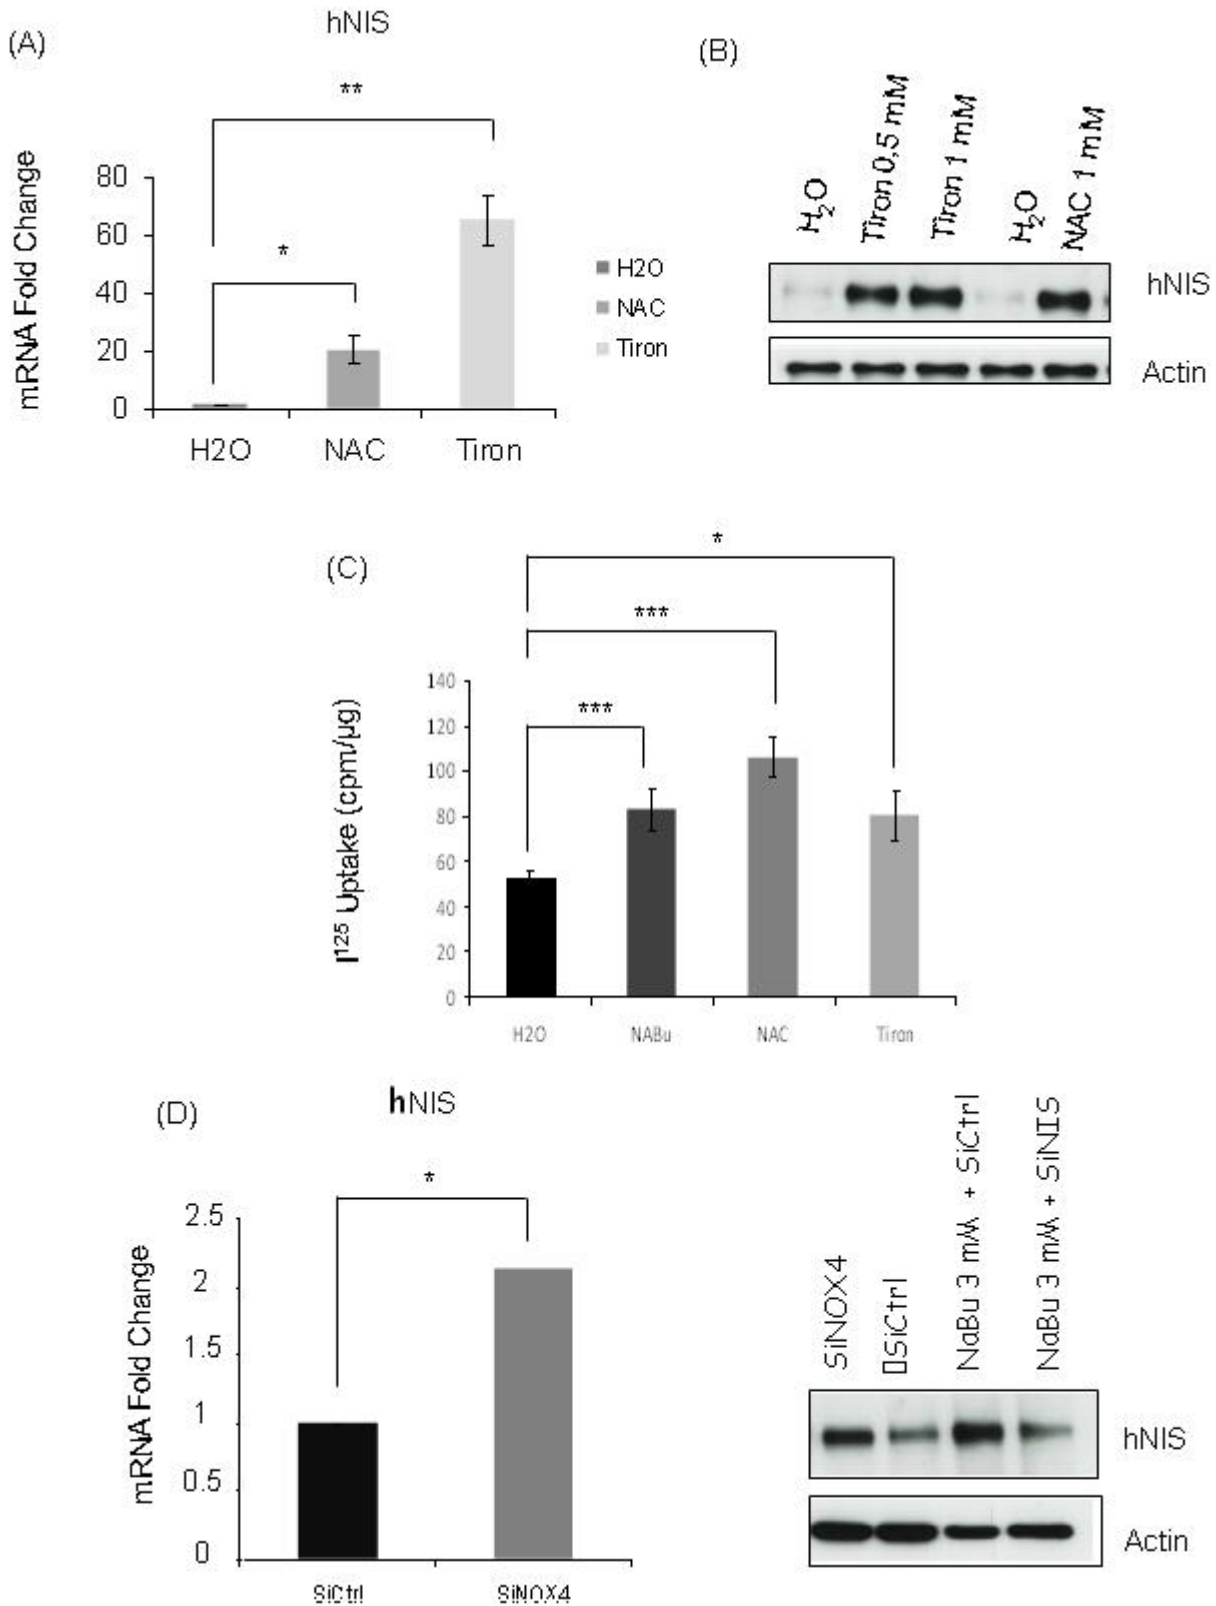 (A)
hNIS
**
*
mRNA Fold Change
80
60
40
20
0
H2O NAC Tiron
H2O
NAC
Tiron
(B)
H₂O Tiron 0,5 mM Tiron 1 mM H₂O NAC 1 mM
hNIS
Actin
(C)
*
***
***
I¹²⁵ Uptake (cpm/µg)
140
120
100
80
60
40
20
0
H2O NABu NAC Tiron
(D)
hNIS
*
mRNA Fold Change
2.5
2
1.5
1
0.5
0
SiCtrl SiNOX4
SiNOX4 SiCtrl NaBu 3 mM + SiCtrl NaBu 3 mM + SiNIS
hNIS
Actin